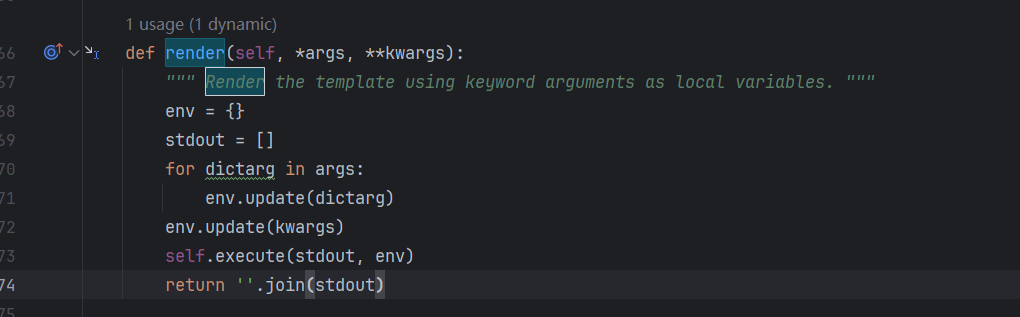 1 usage (1 dynamic)
66 def render(self, *args, **kwargs):
67 """ Render the template using keyword arguments as local variables. """
68 env = {}
69 stdout = []
70 for dictarg in args:
71 env.update(dictarg)
72 env.update(kwargs)
73 self.execute(stdout, env)
74 return ''.join(stdout)
75